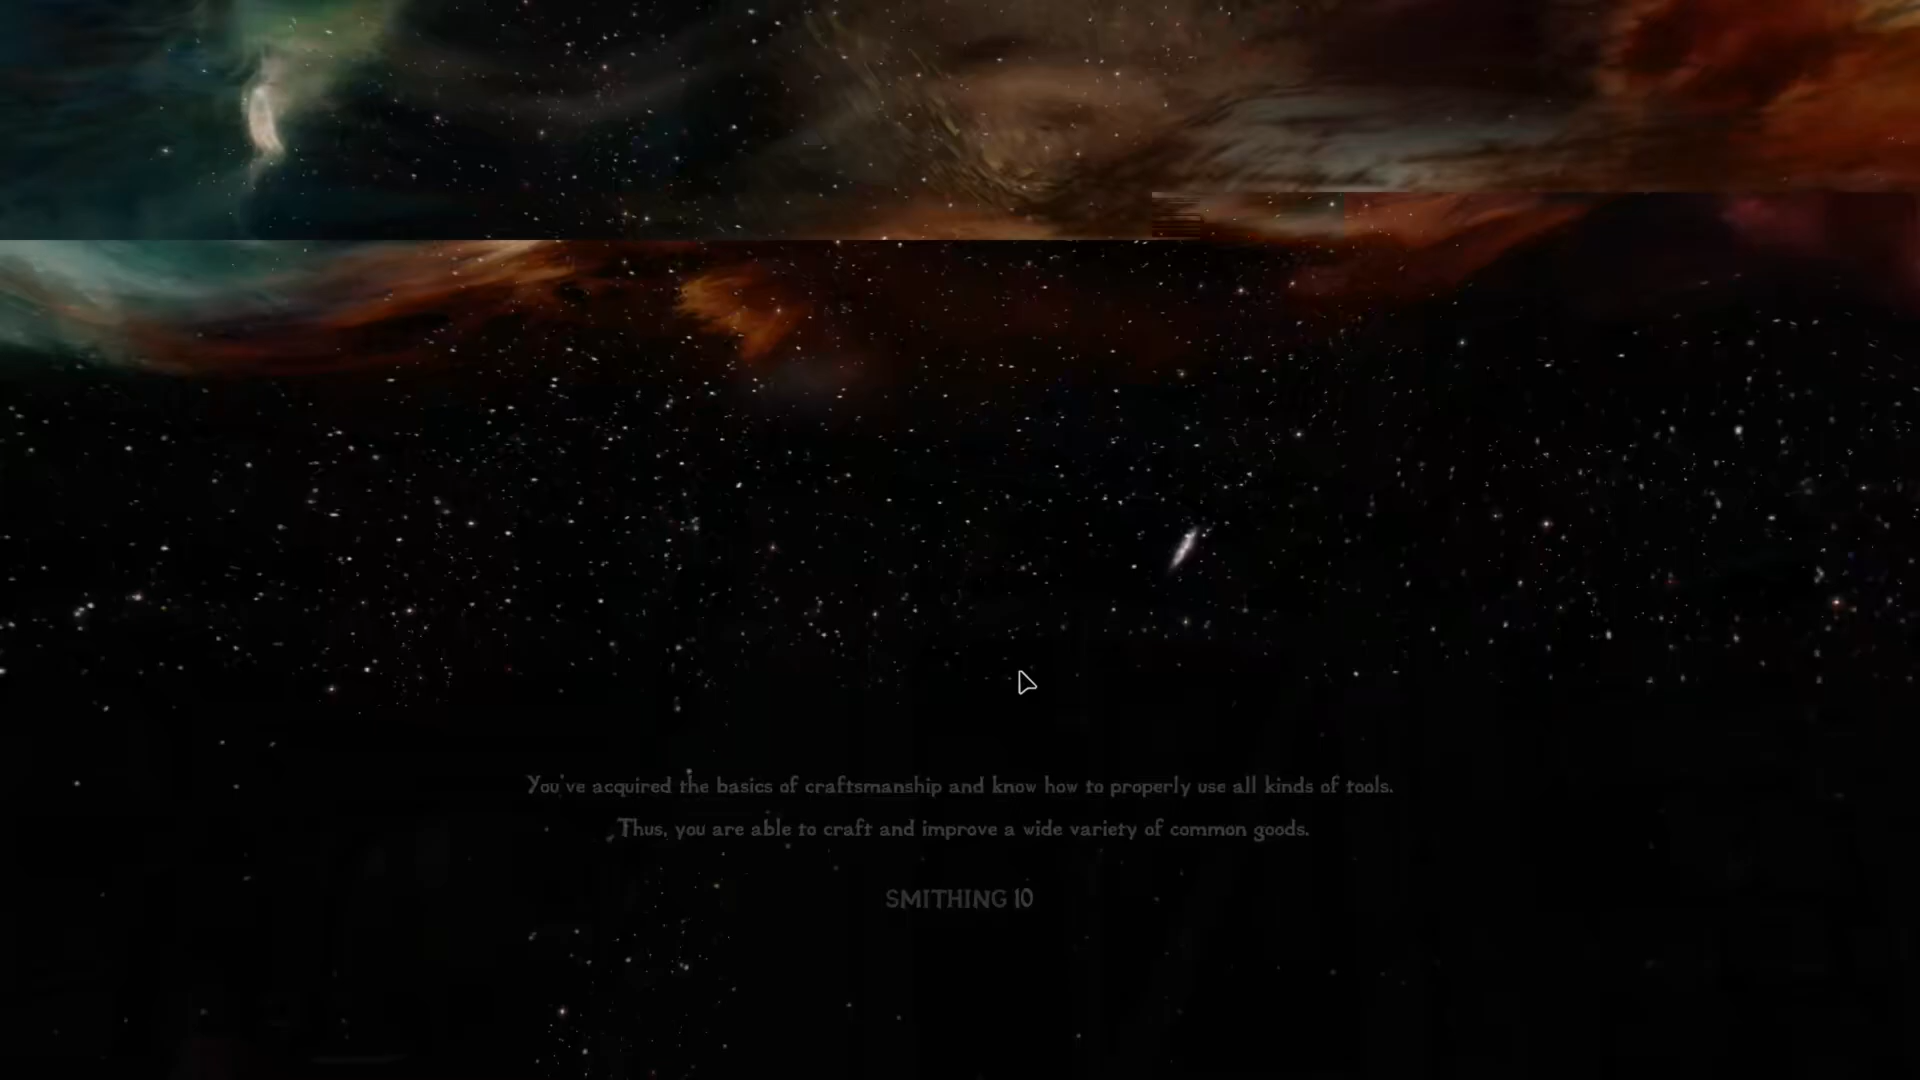 You've acquired the basics of craftsmanship and know how to properly use all kinds of tools.
Thus, you are able to craft and improve a wide variety of common goods.
SMITHING 10